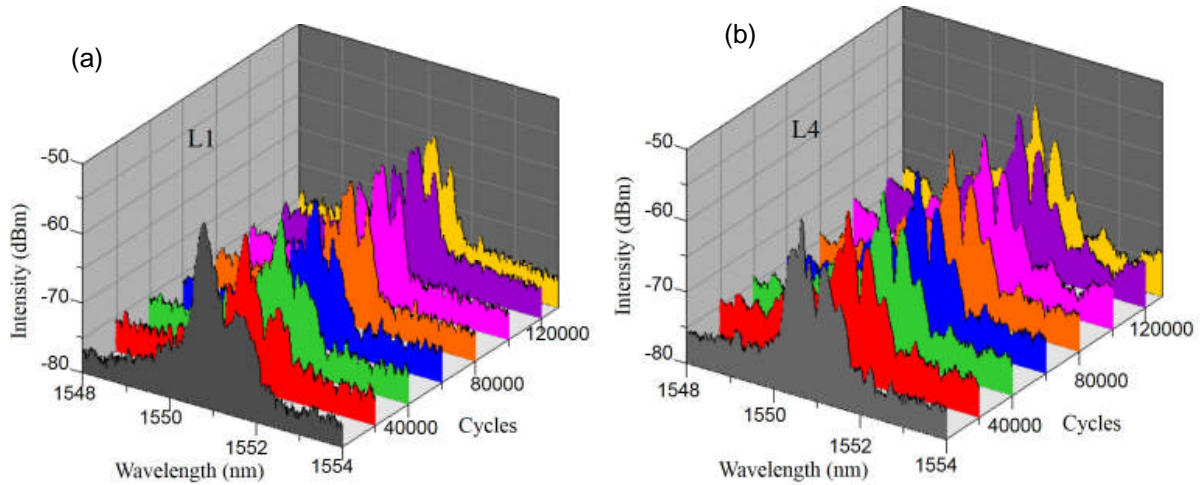 (a)
L1
-50
-60
-70
-80
Intensity (dBm)
1548
1550
1552
1554
Wavelength (nm)
40000
80000
120000
Cycles
(b)
L4
-50
-60
-70
-80
Intensity (dBm)
1548
1550
1552
1554
Wavelength (nm)
40000
80000
120000
Cycles